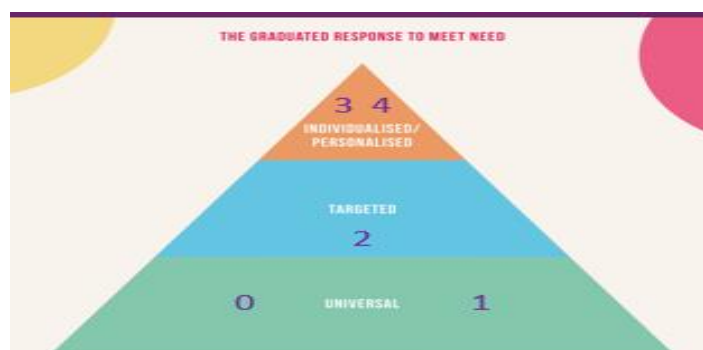 THE GRADUATED RESPONSE TO MEET NEED
3 4
INDIVIDUALISED/
PERSONALISED
TARGETED
2
0 UNIVERSAL 1